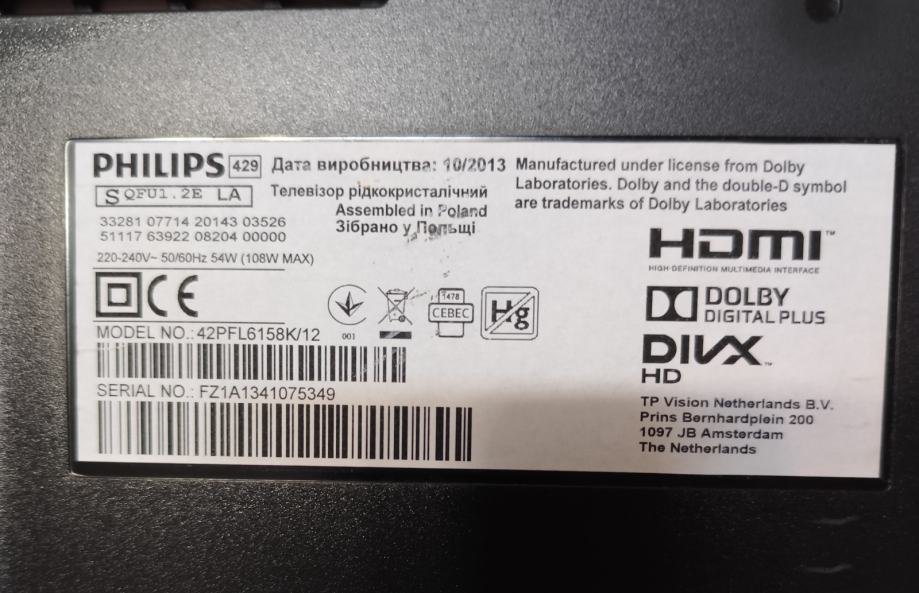 PHILIPS 429
Дата виробництва: 10/2013
SQFU1.2E LA
Телевізор рідкокристалічний
Assembled in Poland
Зібрано у Польщі
33281 07714 20143 03526
51117 63922 08204 00000
220-240V~ 50/60Hz 54W (108W MAX)
001
1478
CEBEC
Hg
MODEL NO.: 42PFL6158K/12
SERIAL NO.: FZ1A1341075349
Manufactured under license from Dolby
Laboratories. Dolby and the double-D symbol
are trademarks of Dolby Laboratories
HDMI™
HIGH-DEFINITION MULTIMEDIA INTERFACE
DOLBY
DIGITAL PLUS
DIVX™
HD
TP Vision Netherlands B.V.
Prins Bernhardplein 200
1097 JB Amsterdam
The Netherlands